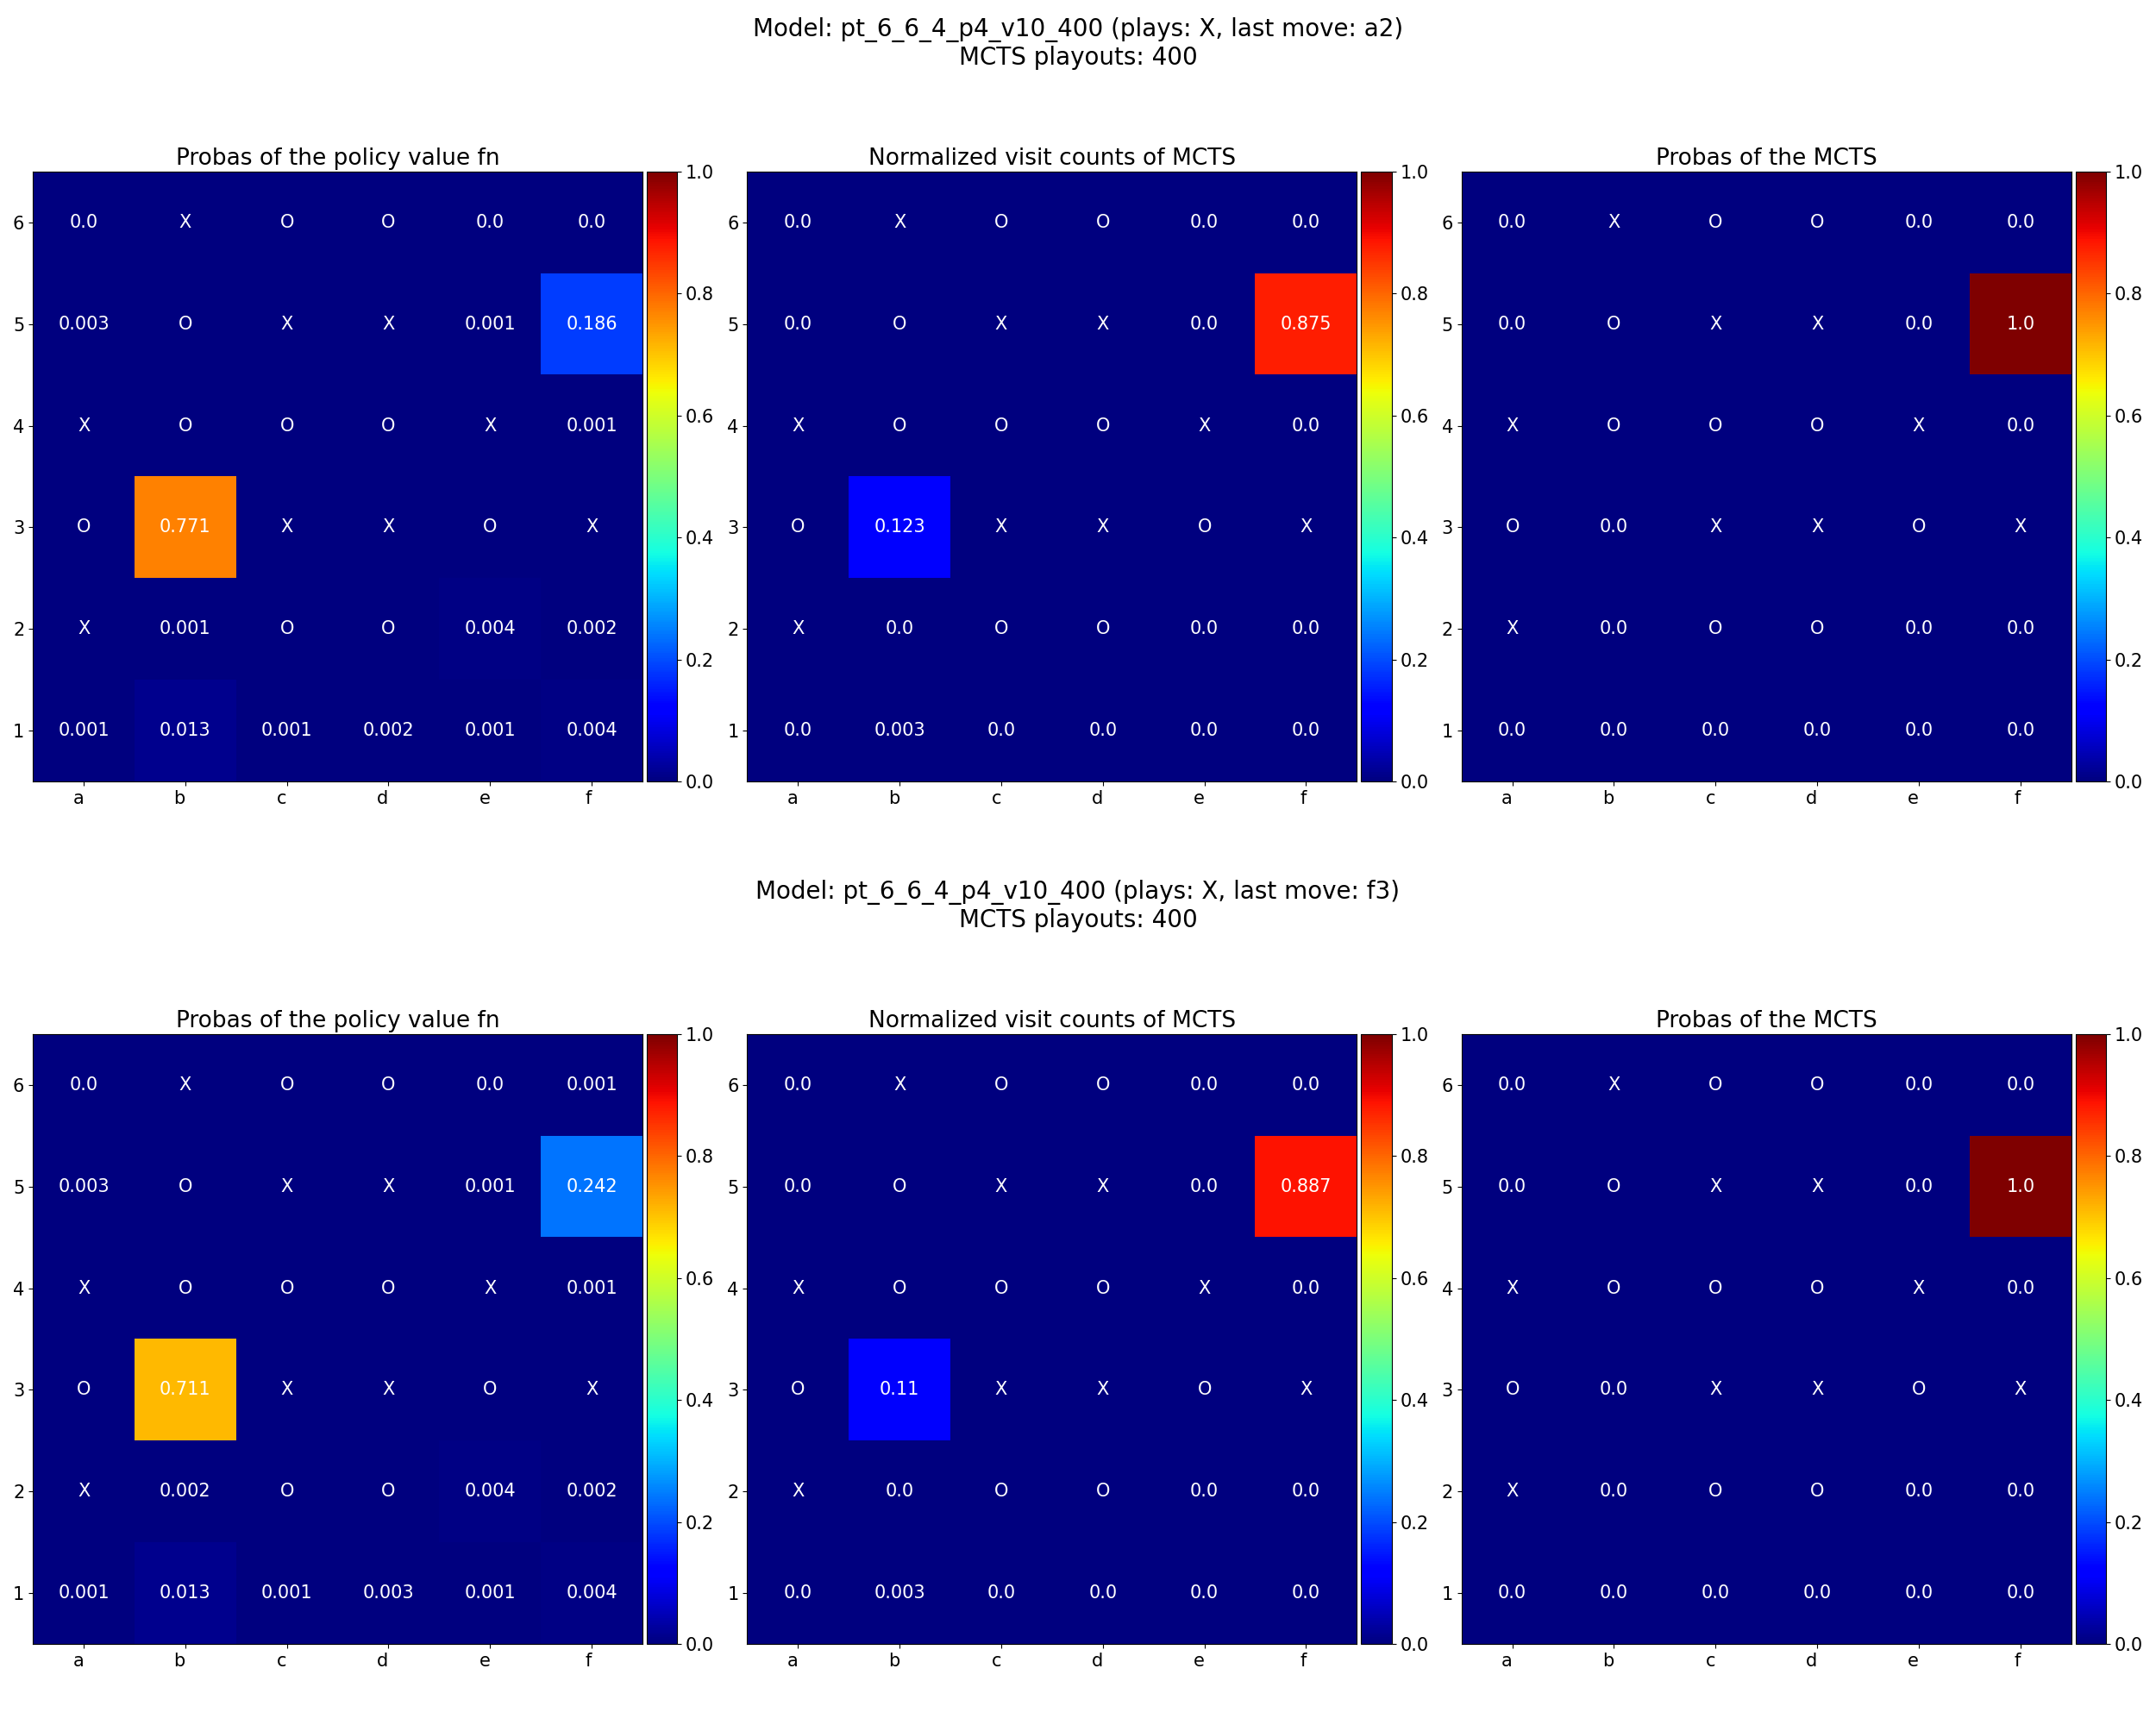 Model: pt_6_6_4_p4_v10_400 (plays: X, last move: a2)
MCTS playouts: 400
Probas of the policy value fn
6 0.0 X O O 0.0 0.0
5 0.003 O X X 0.001 0.186
4 X O O O X 0.001
3 O 0.771 X X O X
2 X 0.001 O O 0.004 0.002
1 0.001 0.013 0.001 0.002 0.001 0.004
a b c d e f
1.0
0.8
0.6
0.4
0.2
0.0
Normalized visit counts of MCTS
6 0.0 X O O 0.0 0.0
5 0.0 O X X 0.0 0.875
4 X O O O X 0.0
3 O 0.123 X X O X
2 X 0.0 O O 0.0 0.0
1 0.0 0.003 0.0 0.0 0.0 0.0
a b c d e f
1.0
0.8
0.6
0.4
0.2
0.0
Probas of the MCTS
6 0.0 X O O 0.0 0.0
5 0.0 O X X 0.0 1.0
4 X O O O X 0.0
3 O 0.0 X X O X
2 X 0.0 O O 0.0 0.0
1 0.0 0.0 0.0 0.0 0.0 0.0
a b c d e f
1.0
0.8
0.6
0.4
0.2
0.0
Model: pt_6_6_4_p4_v10_400 (plays: X, last move: f3)
MCTS playouts: 400
Probas of the policy value fn
6 0.0 X O O 0.0 0.001
5 0.003 O X X 0.001 0.242
4 X O O O X 0.001
3 O 0.711 X X O X
2 X 0.002 O O 0.004 0.002
1 0.001 0.013 0.001 0.003 0.001 0.004
a b c d e f
1.0
0.8
0.6
0.4
0.2
0.0
Normalized visit counts of MCTS
6 0.0 X O O 0.0 0.0
5 0.0 O X X 0.0 0.887
4 X O O O X 0.0
3 O 0.11 X X O X
2 X 0.0 O O 0.0 0.0
1 0.0 0.003 0.0 0.0 0.0 0.0
a b c d e f
1.0
0.8
0.6
0.4
0.2
0.0
Probas of the MCTS
6 0.0 X O O 0.0 0.0
5 0.0 O X X 0.0 1.0
4 X O O O X 0.0
3 O 0.0 X X O X
2 X 0.0 O O 0.0 0.0
1 0.0 0.0 0.0 0.0 0.0 0.0
a b c d e f
1.0
0.8
0.6
0.4
0.2
0.0